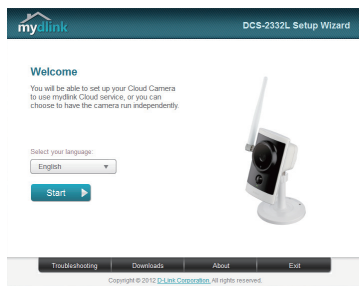 mydlink
DCS-2332L Setup Wizard
Welcome
You will be able to set up your Cloud Camera
to use mydlink Cloud service, or you can
choose to have the camera run independently.
Select your language:
English
Start
Troubleshooting Downloads About Exit
Copyright © 2012 D-Link Corporation. All rights reserved.